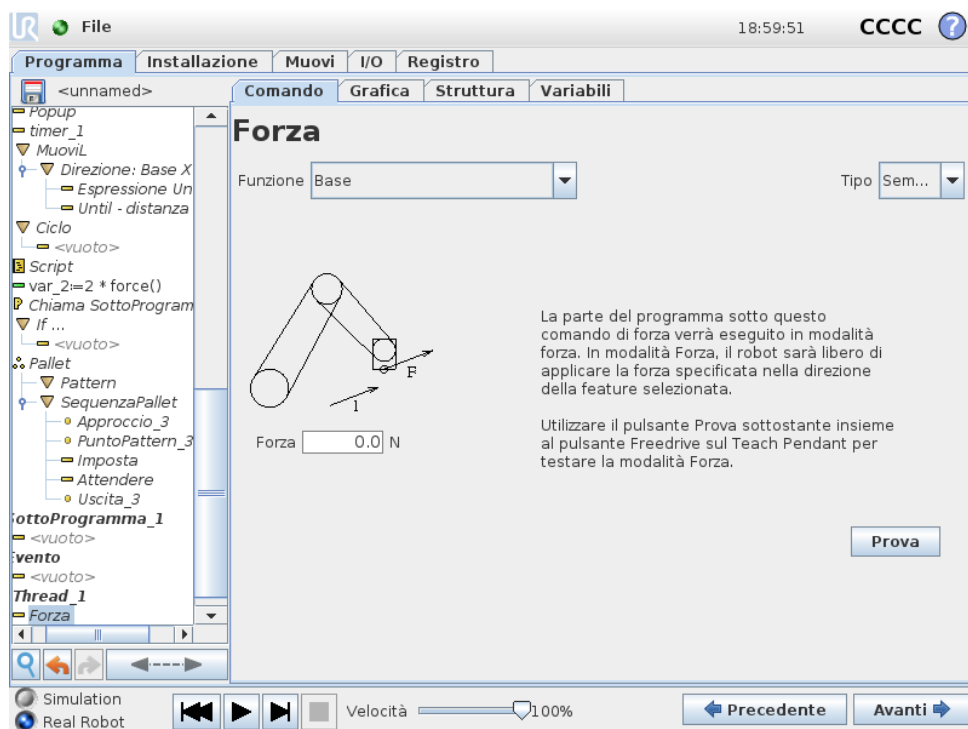 UR File 18:59:51 CCCC ?
Programma Installazione Muovi I/O Registro
<unnamed>
Comando Grafica Struttura Variabili
Popup
timer_1
MuoviL
Direzione: Base X
Espressione Un
Until - distanza
Ciclo
<vuoto>
Script
var_2:=2 * force()
Chiama SottoProgram
If ...
<vuoto>
Pallet
Pattern
SequenzaPallet
Approccio_3
PuntoPattern_3
Imposta
Attendere
Uscita_3
SottoProgramma_1
<vuoto>
Evento
<vuoto>
Thread_1
Forza
Forza
Funzione Base
Tipo Sem...
F
1
Forza 0.0 N
La parte del programma sotto questo
comando di forza verrà eseguito in modalità
forza. In modalità Forza, il robot sarà libero di
applicare la forza specificata nella direzione
della feature selezionata.
Utilizzare il pulsante Prova sottostante insieme
al pulsante Freedrive sul Teach Pendant per
testare la modalità Forza.
Prova
Simulation
Real Robot
Velocità 100%
Precedente Avanti